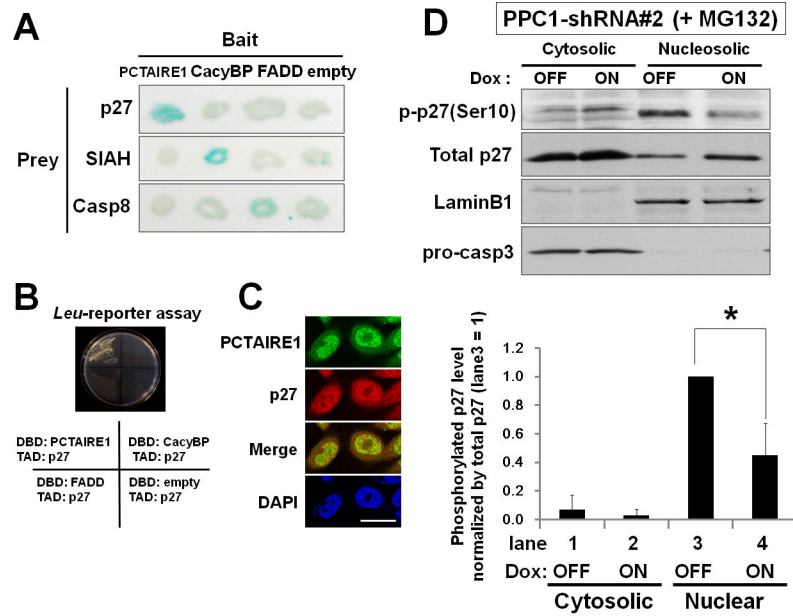 A
Bait
PCTAIRE1 CacyBP FADD empty
Prey
p27
SIAH
Casp8
B
Leu-reporter assay
DBD: PCTAIRE1
TAD: p27
DBD: CacyBP
TAD: p27
DBD: FADD
TAD: p27
DBD: empty
TAD: p27
C
PCTAIRE1
p27
Merge
DAPI
D
PPC1-shRNA#2 (+ MG132)
Cytosolic Nucleosolic
Dox : OFF ON OFF ON
p-p27(Ser10)
Total p27
LaminB1
pro-casp3
Phosphorylated p27 level
normalized by total p27 (lane3 = 1)
1.2
1.0
0.8
0.6
0.4
0.2
0.0
*
lane 1 2 3 4
Dox: OFF ON OFF ON
Cytosolic Nuclear